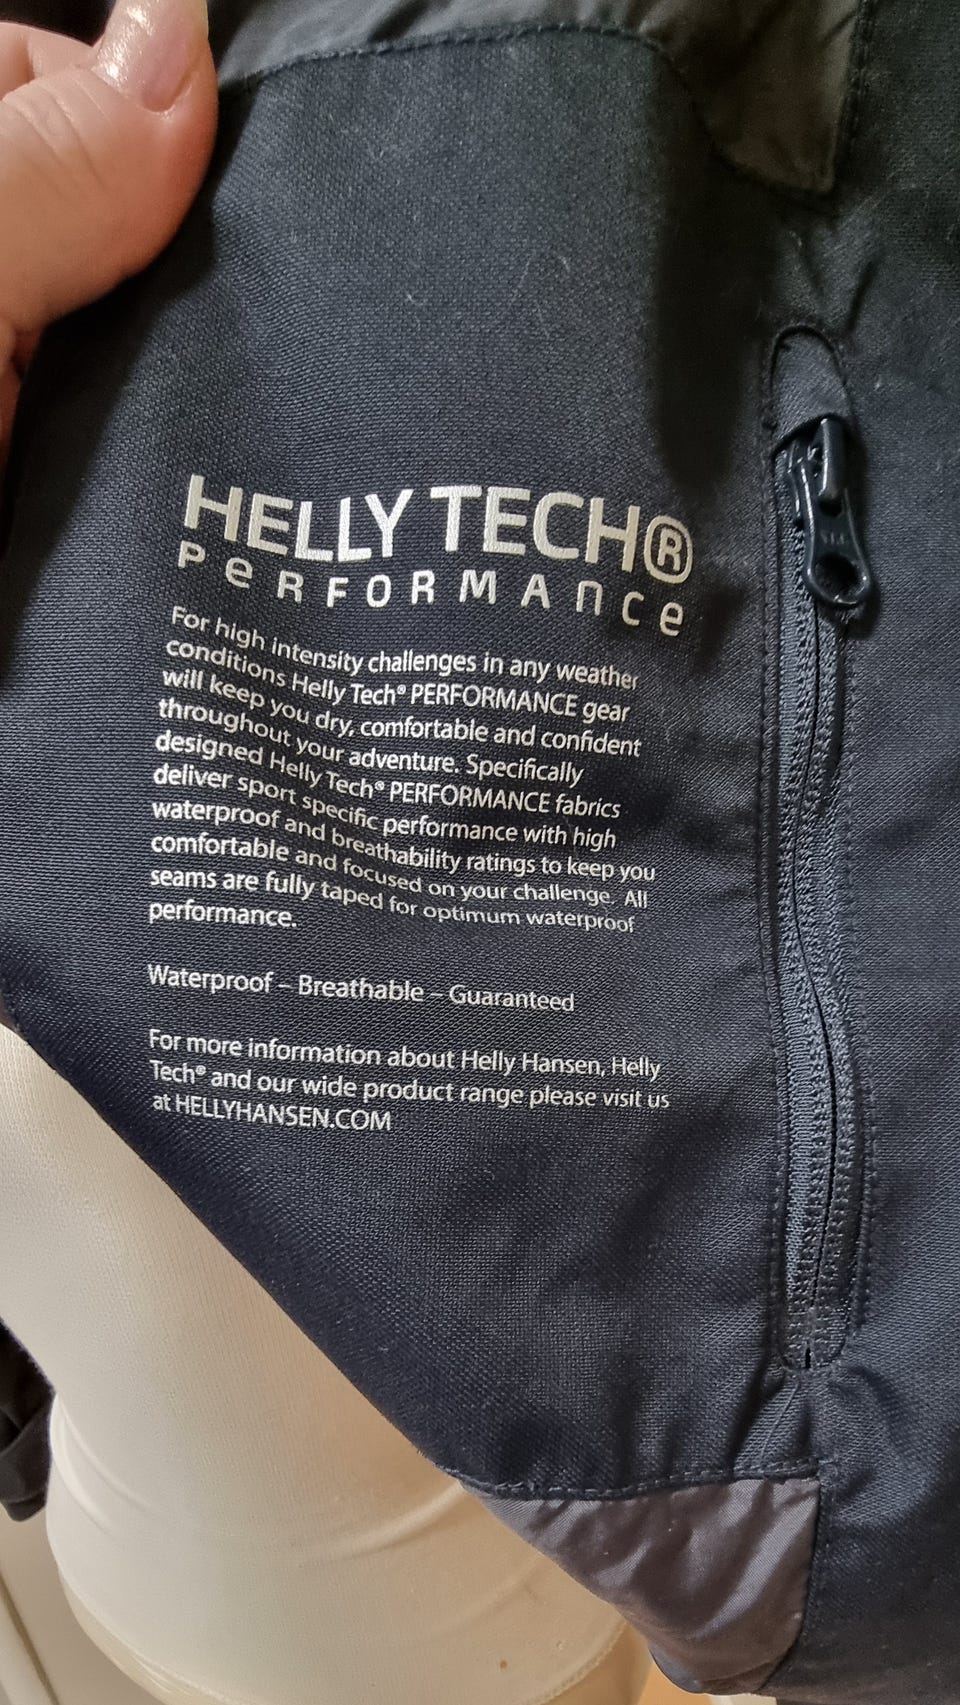 HELLY TECH®
PeRFORMAnce
For high intensity challenges in any weather
conditions Helly Tech® PERFORMANCE gear
will keep you dry, comfortable and confident
throughout your adventure. Specifically
designed Helly Tech® PERFORMANCE fabrics
deliver sport specific performance with high
waterproof and breathability ratings to keep you
comfortable and focused on your challenge. All
seams are fully taped for optimum waterproof
performance.
Waterproof – Breathable – Guaranteed
For more information about Helly Hansen, Helly
Tech® and our wide product range please visit us
at HELLYHANSEN.COM